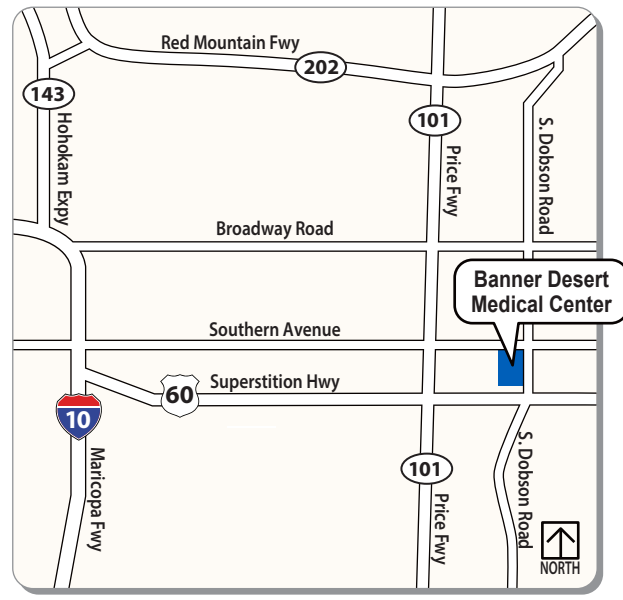 Red Mountain Fwy
202
143
101
Hohokam Expy
Price Fwy
S. Dobson Road
Broadway Road
Banner Desert
Medical Center
Southern Avenue
Superstition Hwy
60
10
Maricopa Fwy
101
Price Fwy
S. Dobson Road
NORTH